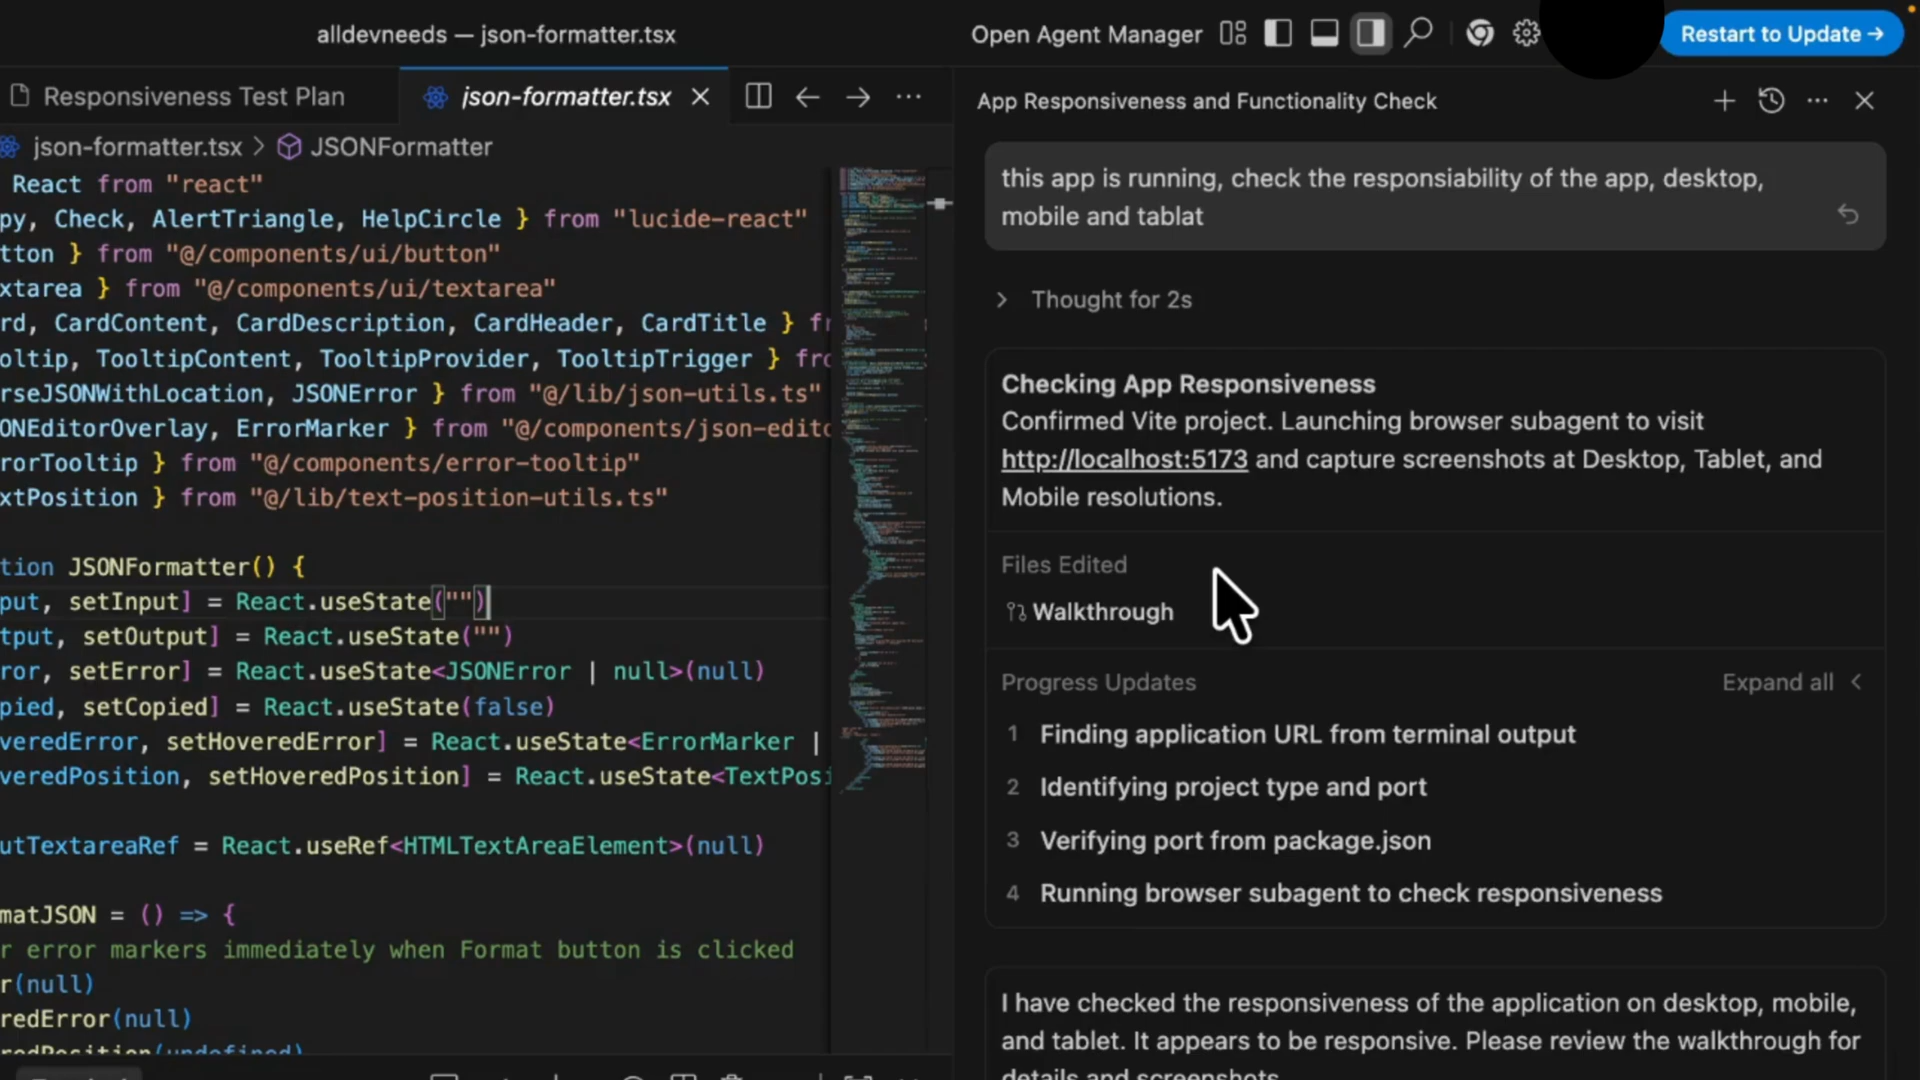 alldevneeds — json-formatter.tsx
Open Agent Manager
Restart to Update →
Responsiveness Test Plan
json-formatter.tsx
json-formatter.tsx > JSONFormatter
React from "react"
py, Check, AlertTriangle, HelpCircle } from "lucide-react"
tton } from "@/components/ui/button"
xtarea } from "@/components/ui/textarea"
rd, CardContent, CardDescription, CardHeader, CardTitle } fr
oltip, TooltipContent, TooltipProvider, TooltipTrigger } fro
rseJSONWithLocation, JSONError } from "@/lib/json-utils.ts"
ONEditorOverlay, ErrorMarker } from "@/components/json-edito
rorTooltip } from "@/components/error-tooltip"
xtPosition } from "@/lib/text-position-utils.ts"
tion JSONFormatter() {
put, setInput] = React.useState("")
tput, setOutput] = React.useState("")
ror, setError] = React.useState<JSONError | null>(null)
pied, setCopied] = React.useState(false)
veredError, setHoveredError] = React.useState<ErrorMarker |
veredPosition, setHoveredPosition] = React.useState<TextPosi
utTextareaRef = React.useRef<HTMLTextAreaElement>(null)
matJSON = () => {
r error markers immediately when Format button is clicked
r(null)
redError(null)
redPosition(undefined)
App Responsiveness and Functionality Check
this app is running, check the responsiability of the app, desktop,
mobile and tablat
Thought for 2s
Checking App Responsiveness
Confirmed Vite project. Launching browser subagent to visit
http://localhost:5173 and capture screenshots at Desktop, Tablet, and
Mobile resolutions.
Files Edited
Walkthrough
Progress Updates
Expand all
1 Finding application URL from terminal output
2 Identifying project type and port
3 Verifying port from package.json
4 Running browser subagent to check responsiveness
I have checked the responsiveness of the application on desktop, mobile,
and tablet. It appears to be responsive. Please review the walkthrough for
details and screenshots.